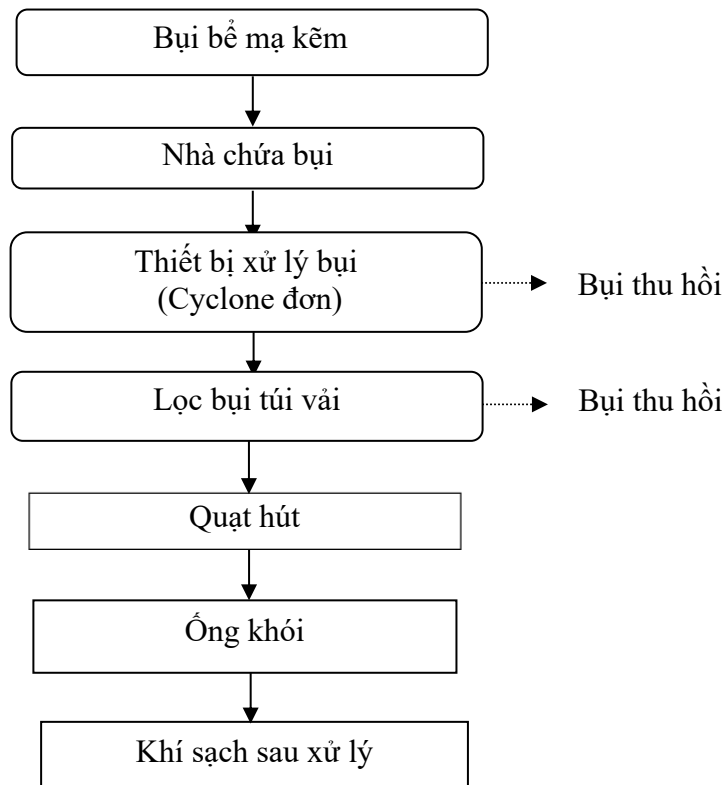 Bụi bể mạ kẽm
Nhà chứa bụi
Thiết bị xử lý bụi
(Cyclone đơn)
Bụi thu hồi
Lọc bụi túi vải
Bụi thu hồi
Quạt hút
Ống khói
Khí sạch sau xử lý